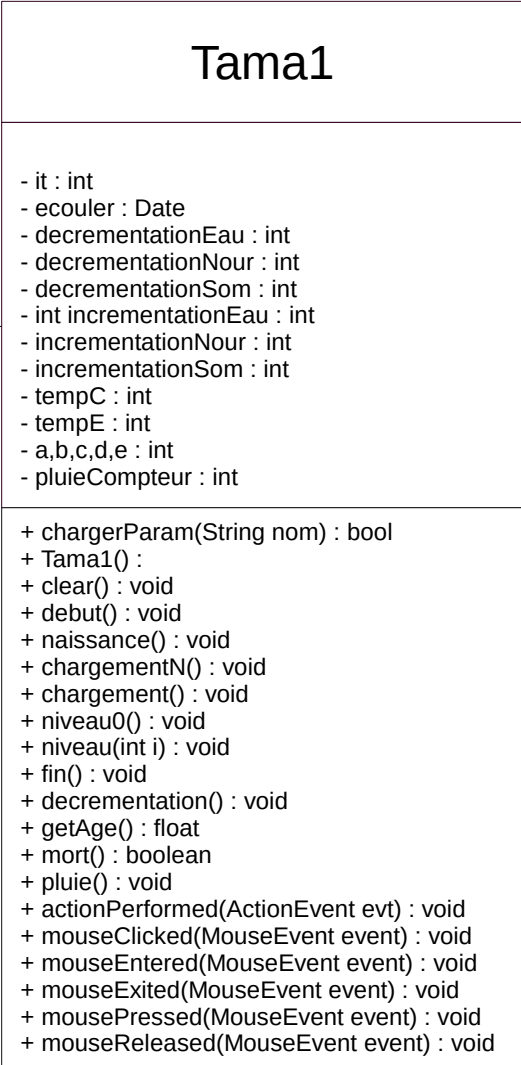 Tama1
- it : int
- ecouler : Date
- decrementationEau : int
- decrementationNour : int
- decrementationSom : int
- int incrementationEau : int
- incrementationNour : int
- incrementationSom : int
- tempC : int
- tempE : int
- a,b,c,d,e : int
- pluieCompteur : int
+ chargerParam(String nom) : bool
+ Tama1() :
+ clear() : void
+ debut() : void
+ naissance() : void
+ chargementN() : void
+ chargement() : void
+ niveau0() : void
+ niveau(int i) : void
+ fin() : void
+ decrementation() : void
+ getAge() : float
+ mort() : boolean
+ pluie() : void
+ actionPerformed(ActionEvent evt) : void
+ mouseClicked(MouseEvent event) : void
+ mouseEntered(MouseEvent event) : void
+ mouseExited(MouseEvent event) : void
+ mousePressed(MouseEvent event) : void
+ mouseReleased(MouseEvent event) : void